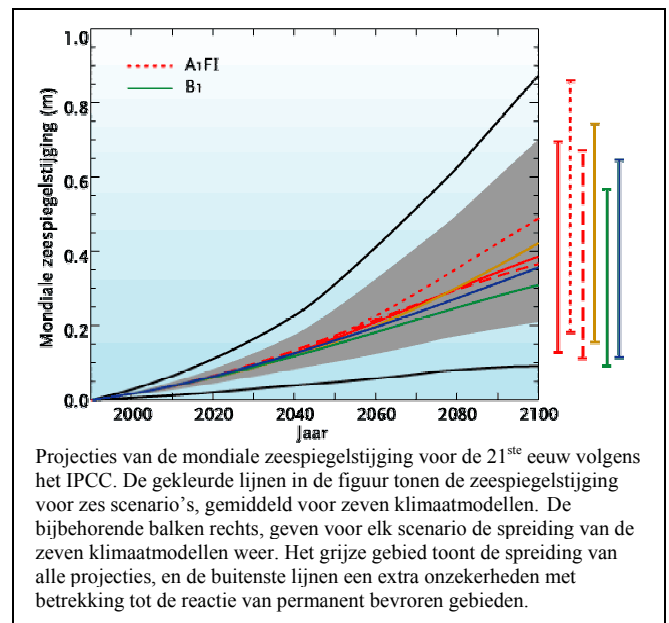 1.0
0.8
0.6
0.4
0.2
0.0
Mondiale zeespiegelstijging (m)
A1FI
B1
2000 2020 2040 2060 2080 2100
Jaar
Projecties van de mondiale zeespiegelstijging voor de 21ste eeuw volgens
het IPCC. De gekleurde lijnen in de figuur tonen de zeespiegelstijging
voor zes scenario's, gemiddeld voor zeven klimaatmodellen. De
bijbehorende balken rechts, geven voor elk scenario de spreiding van de
zeven klimaatmodellen weer. Het grijze gebied toont de spreiding van
alle projecties, en de buitenste lijnen een extra onzekerheden met
betrekking tot de reactie van permanent bevroren gebieden.